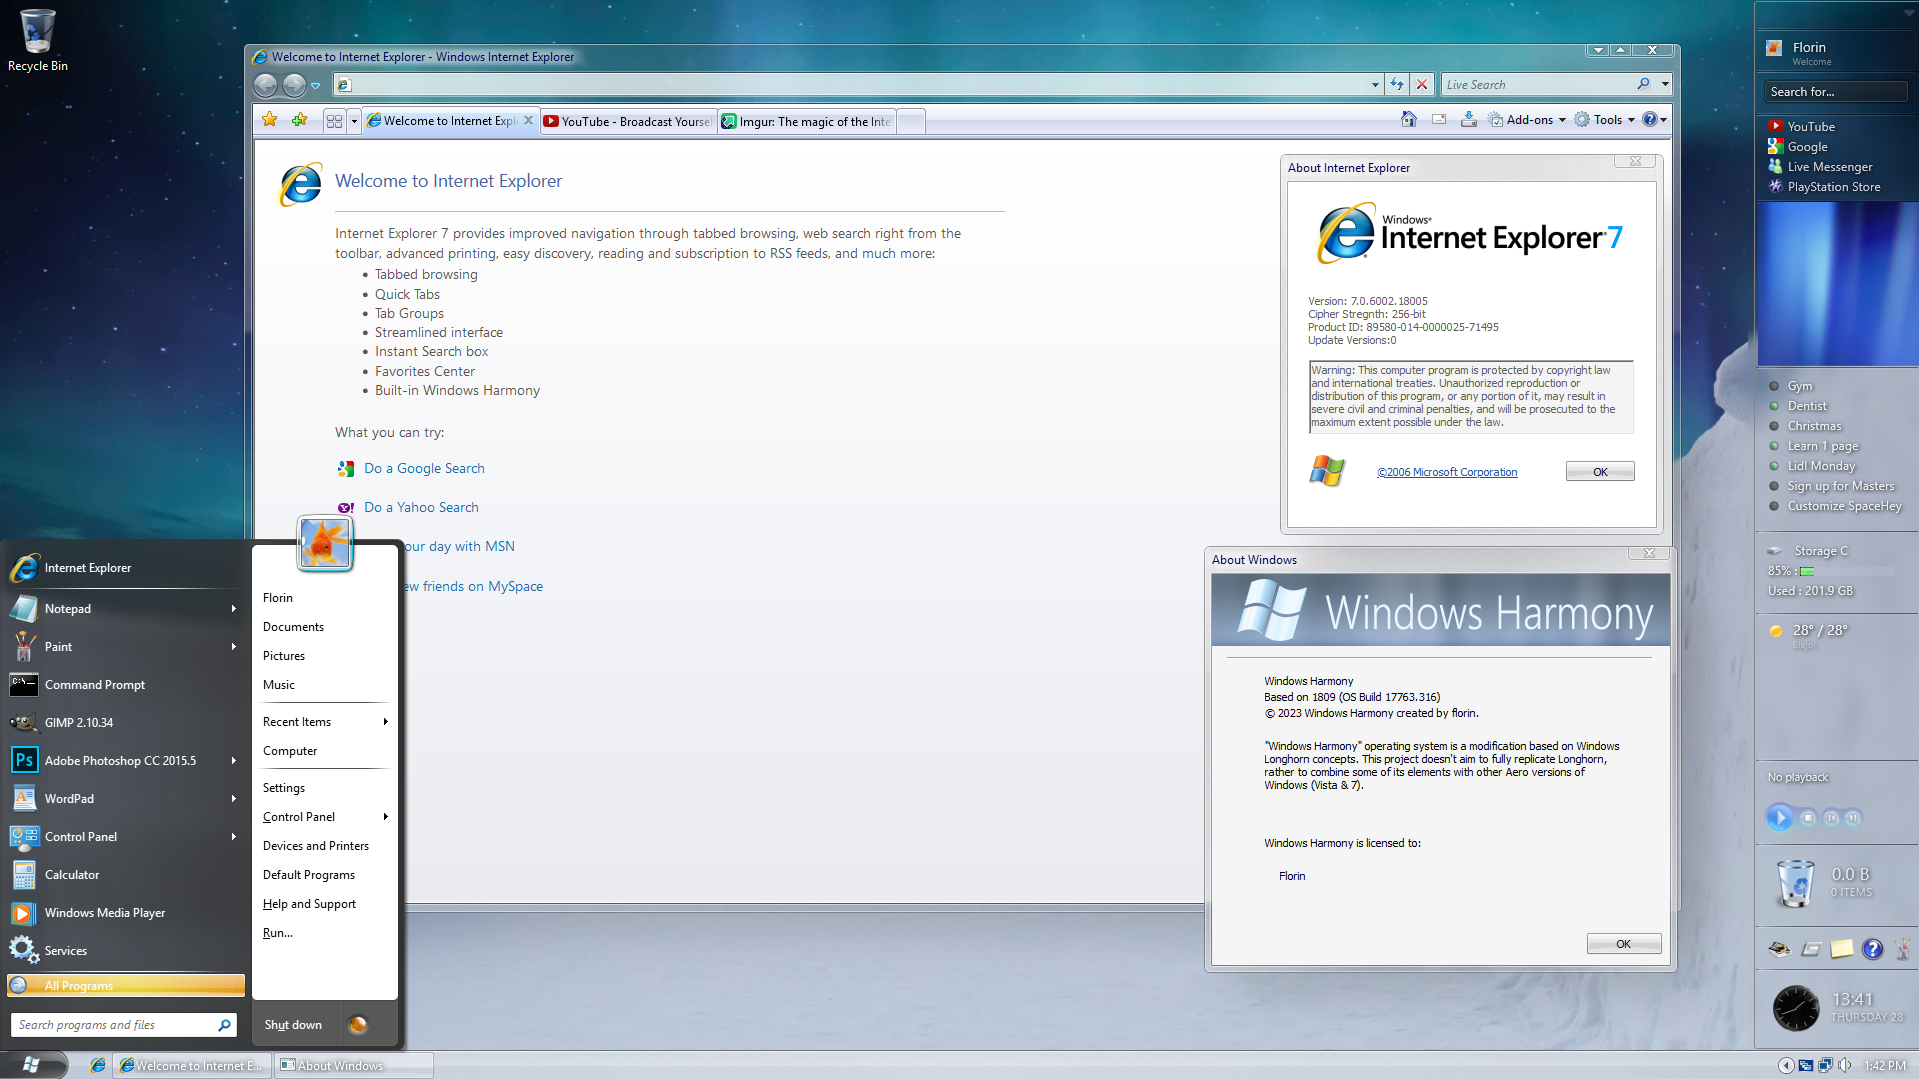 Recycle Bin
Welcome to Internet Explorer - Windows Internet Explorer
Live Search
Welcome to Internet Expl
YouTube - Broadcast Yoursel
Imgur: The magic of the Inte
Add-ons
Tools
Welcome to Internet Explorer
Internet Explorer 7 provides improved navigation through tabbed browsing, web search right from the
toolbar, advanced printing, easy discovery, reading and subscription to RSS feeds, and much more:
• Tabbed browsing
• Quick Tabs
• Tab Groups
• Streamlined interface
• Instant Search box
• Favorites Center
• Built-in Windows Harmony
What you can try:
Do a Google Search
Do a Yahoo Search
our day with MSN
ew friends on MySpace
About Internet Explorer
Windows®
Internet Explorer 7
Version: 7.0.6002.18005
Cipher Stregnth: 256-bit
Product ID: 89580-014-0000025-71495
Update Versions:0
Warning: This computer program is protected by copyright law
and international treaties. Unauthorized reproduction or
distribution of this program, or any portion of it, may result in
severe civil and criminal penalties, and will be prosecuted to the
maximum extent possible under the law.
©2006 Microsoft Corporation
OK
About Windows
Windows Harmony
Windows Harmony
Based on 1809 (OS Build 17763.316)
© 2023 Windows Harmony created by florin.
"Windows Harmony" operating system is a modification based on Windows
Longhorn concepts. This project doesn't aim to fully replicate Longhorn,
rather to combine some of its elements with other Aero versions of
Windows (Vista & 7).
Windows Harmony is licensed to:
Florin
OK
Internet Explorer
Notepad
Paint
Command Prompt
GIMP 2.10.34
Adobe Photoshop CC 2015.5
WordPad
Control Panel
Calculator
Windows Media Player
Services
All Programs
Search programs and files
Florin
Documents
Pictures
Music
Recent Items
Computer
Settings
Control Panel
Devices and Printers
Default Programs
Help and Support
Run...
Shut down
Florin
Welcome
Search for...
YouTube
Google
Live Messenger
PlayStation Store
Gym
Dentist
Christmas
Learn 1 page
Lidl Monday
Sign up for Masters
Customize SpaceHey
Storage C
85% :
Used : 201.9 GB
28° / 28°
Blejoi
No playback
0.0 B
0 ITEMS
13:41
THURSDAY 28
Welcome to Internet E...
About Windows
1:42 PM